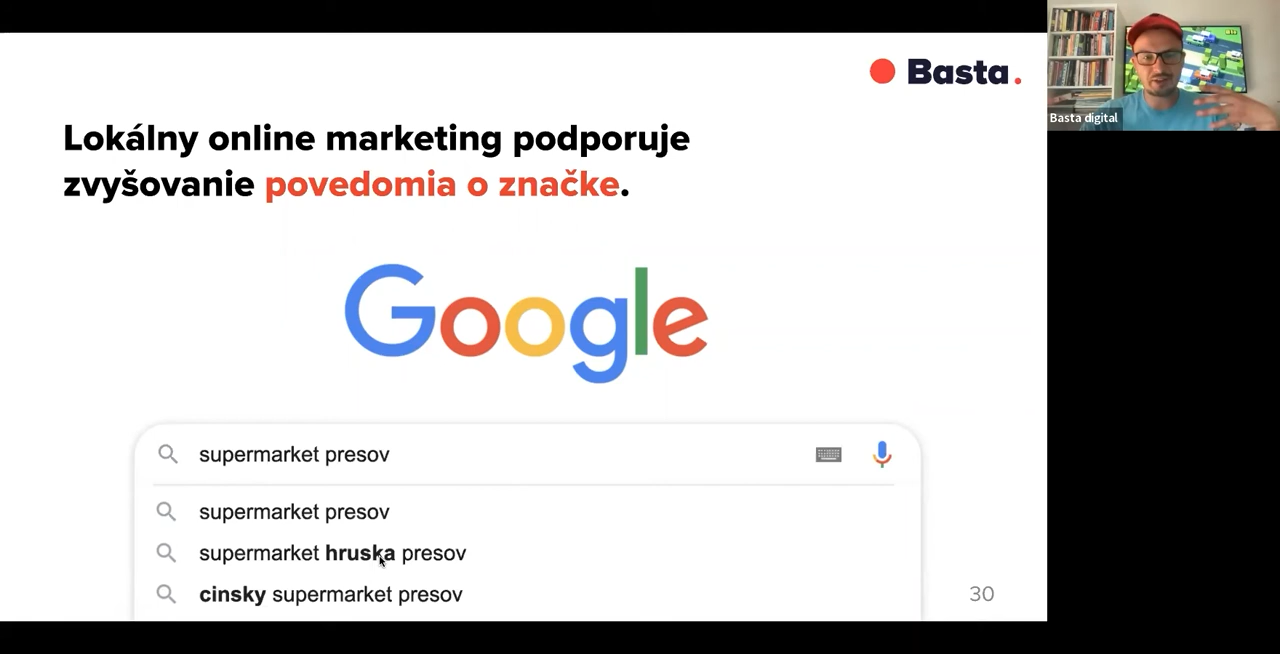 Basta.
Basta digital
Lokálny online marketing podporuje
zvyšovanie povedomia o značke.
Google
supermarket presov
supermarket presov
supermarket hruska presov
cinsky supermarket presov
30